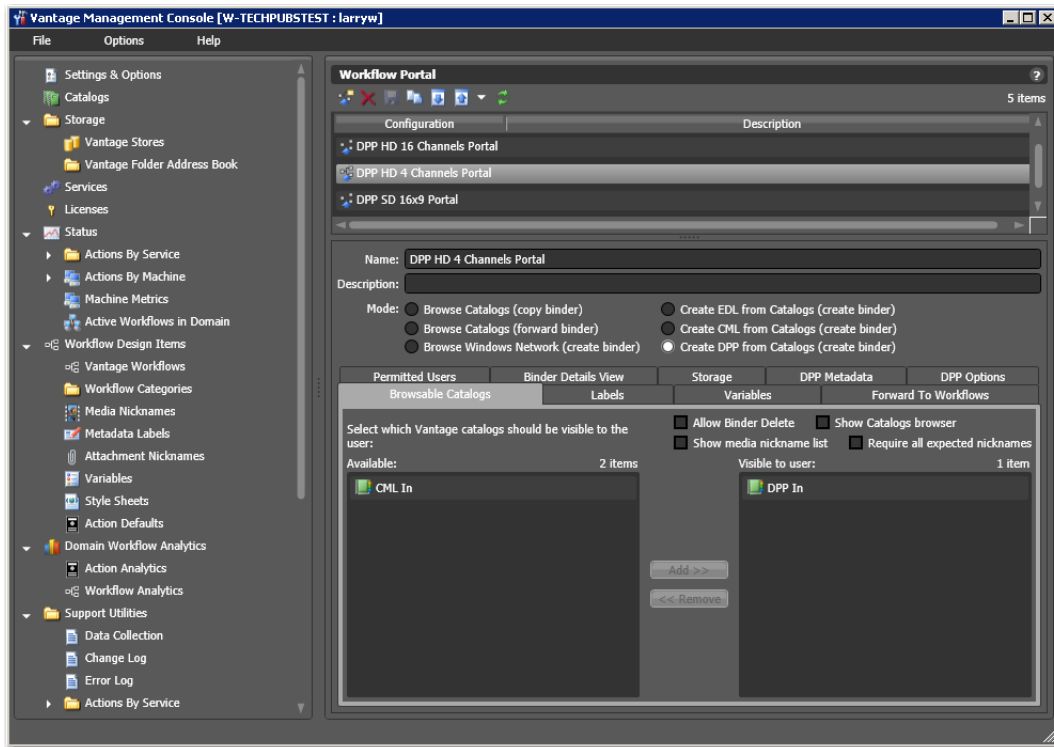 Vantage Management Console [W-TECHPUBSTEST : larryw]
File Options Help
Settings & Options
Catalogs
Storage
Vantage Stores
Vantage Folder Address Book
Services
Licenses
Status
Actions By Service
Actions By Machine
Machine Metrics
Active Workflows in Domain
Workflow Design Items
Vantage Workflows
Workflow Categories
Media Nicknames
Metadata Labels
Attachment Nicknames
Variables
Style Sheets
Action Defaults
Domain Workflow Analytics
Action Analytics
Workflow Analytics
Support Utilities
Data Collection
Change Log
Error Log
Actions By Service
Workflow Portal ?
5 items
Configuration Description
DPP HD 16 Channels Portal
DPP HD 4 Channels Portal
DPP SD 16x9 Portal
Name: DPP HD 4 Channels Portal
Description:
Mode: Browse Catalogs (copy binder) Create EDL from Catalogs (create binder)
Browse Catalogs (forward binder) Create CML from Catalogs (create binder)
Browse Windows Network (create binder) Create DPP from Catalogs (create binder)
Permitted Users Binder Details View Storage DPP Metadata DPP Options
Browsable Catalogs Labels Variables Forward To Workflows
Select which Vantage catalogs should be visible to the
user:
Allow Binder Delete Show Catalogs browser
Show media nickname list Require all expected nicknames
Available: 2 items Visible to user: 1 item
CML In DPP In
Add >>
<< Remove